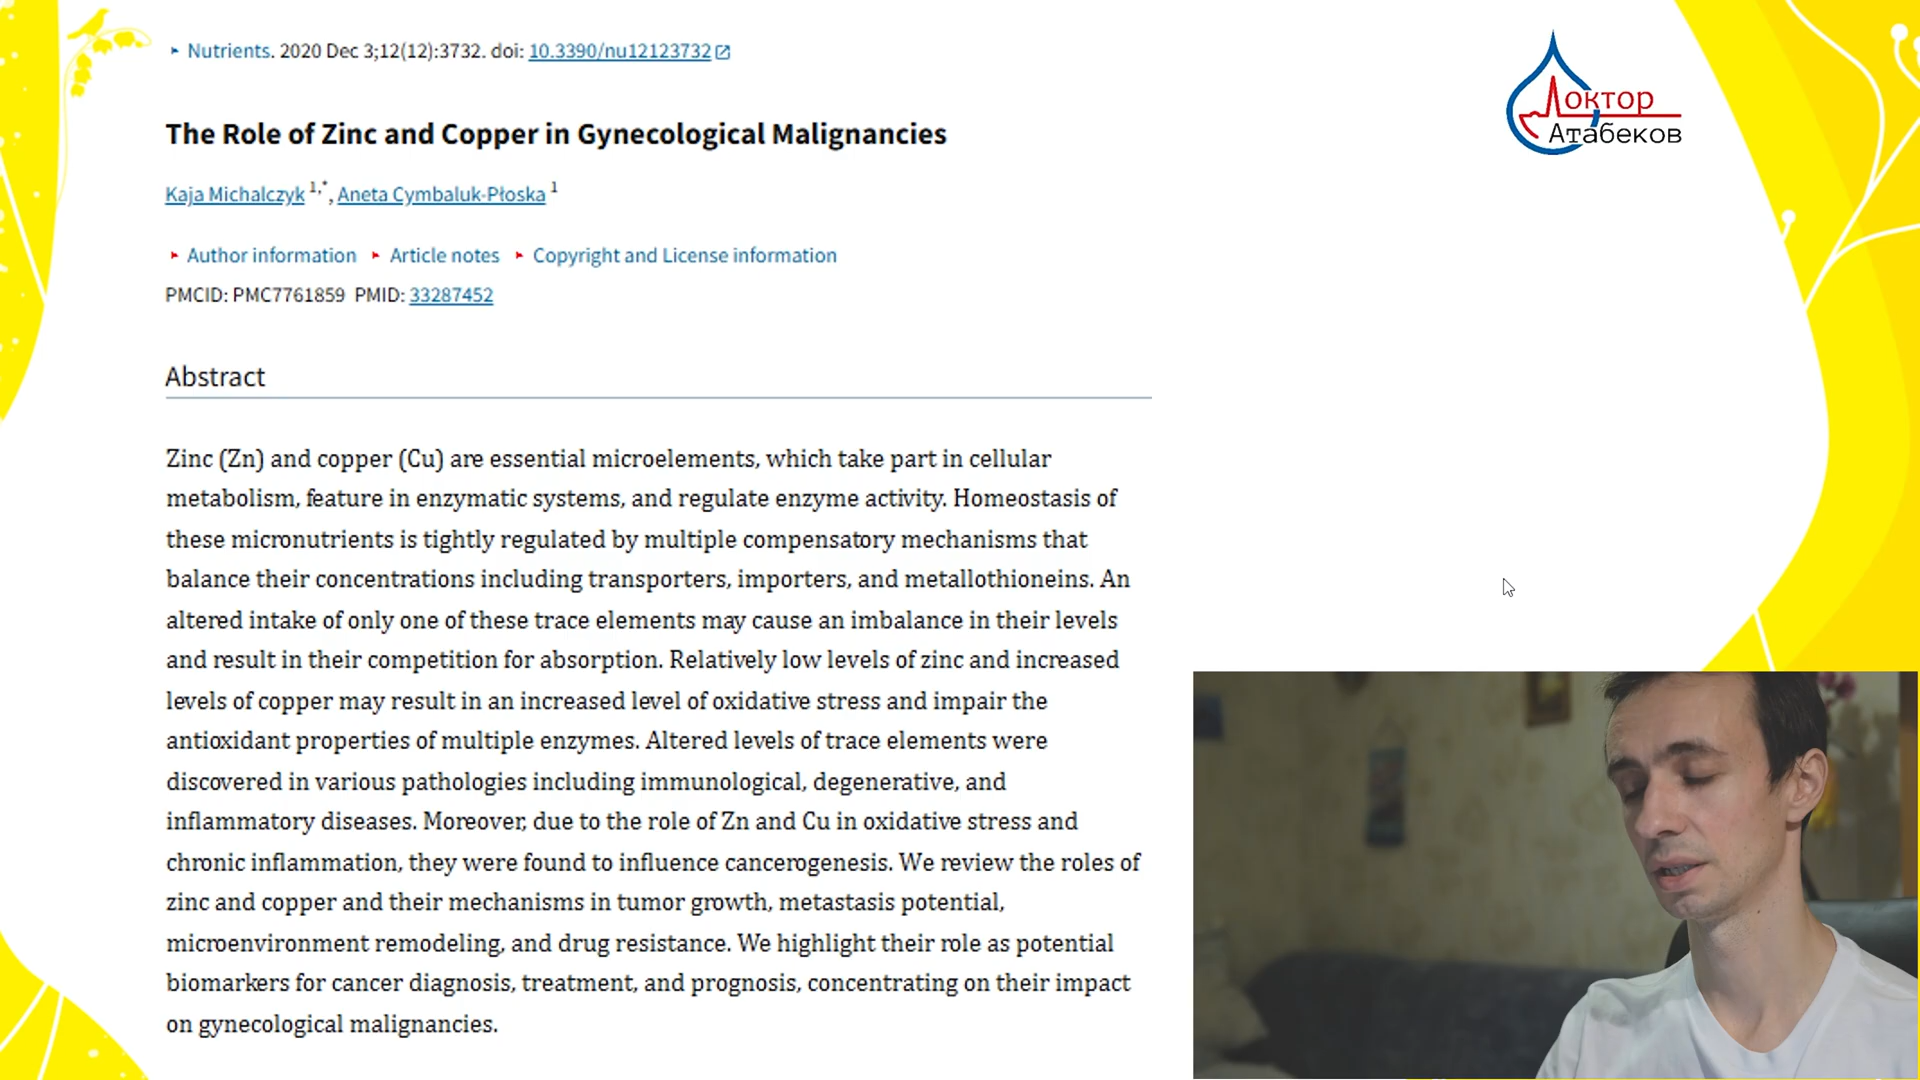 Nutrients. 2020 Dec 3;12(12):3732. doi: 10.3390/nu12123732
The Role of Zinc and Copper in Gynecological Malignancies
Kaja Michalczyk 1,*, Aneta Cymbaluk-Płoska 1
Author information Article notes Copyright and License information
PMCID: PMC7761859 PMID: 33287452
Abstract
Zinc (Zn) and copper (Cu) are essential microelements, which take part in cellular
metabolism, feature in enzymatic systems, and regulate enzyme activity. Homeostasis of
these micronutrients is tightly regulated by multiple compensatory mechanisms that
balance their concentrations including transporters, importers, and metallothioneins. An
altered intake of only one of these trace elements may cause an imbalance in their levels
and result in their competition for absorption. Relatively low levels of zinc and increased
levels of copper may result in an increased level of oxidative stress and impair the
antioxidant properties of multiple enzymes. Altered levels of trace elements were
discovered in various pathologies including immunological, degenerative, and
inflammatory diseases. Moreover, due to the role of Zn and Cu in oxidative stress and
chronic inflammation, they were found to influence cancerogenesis. We review the roles of
zinc and copper and their mechanisms in tumor growth, metastasis potential,
microenvironment remodeling, and drug resistance. We highlight their role as potential
biomarkers for cancer diagnosis, treatment, and prognosis, concentrating on their impact
on gynecological malignancies.
Доктор
Атабеков